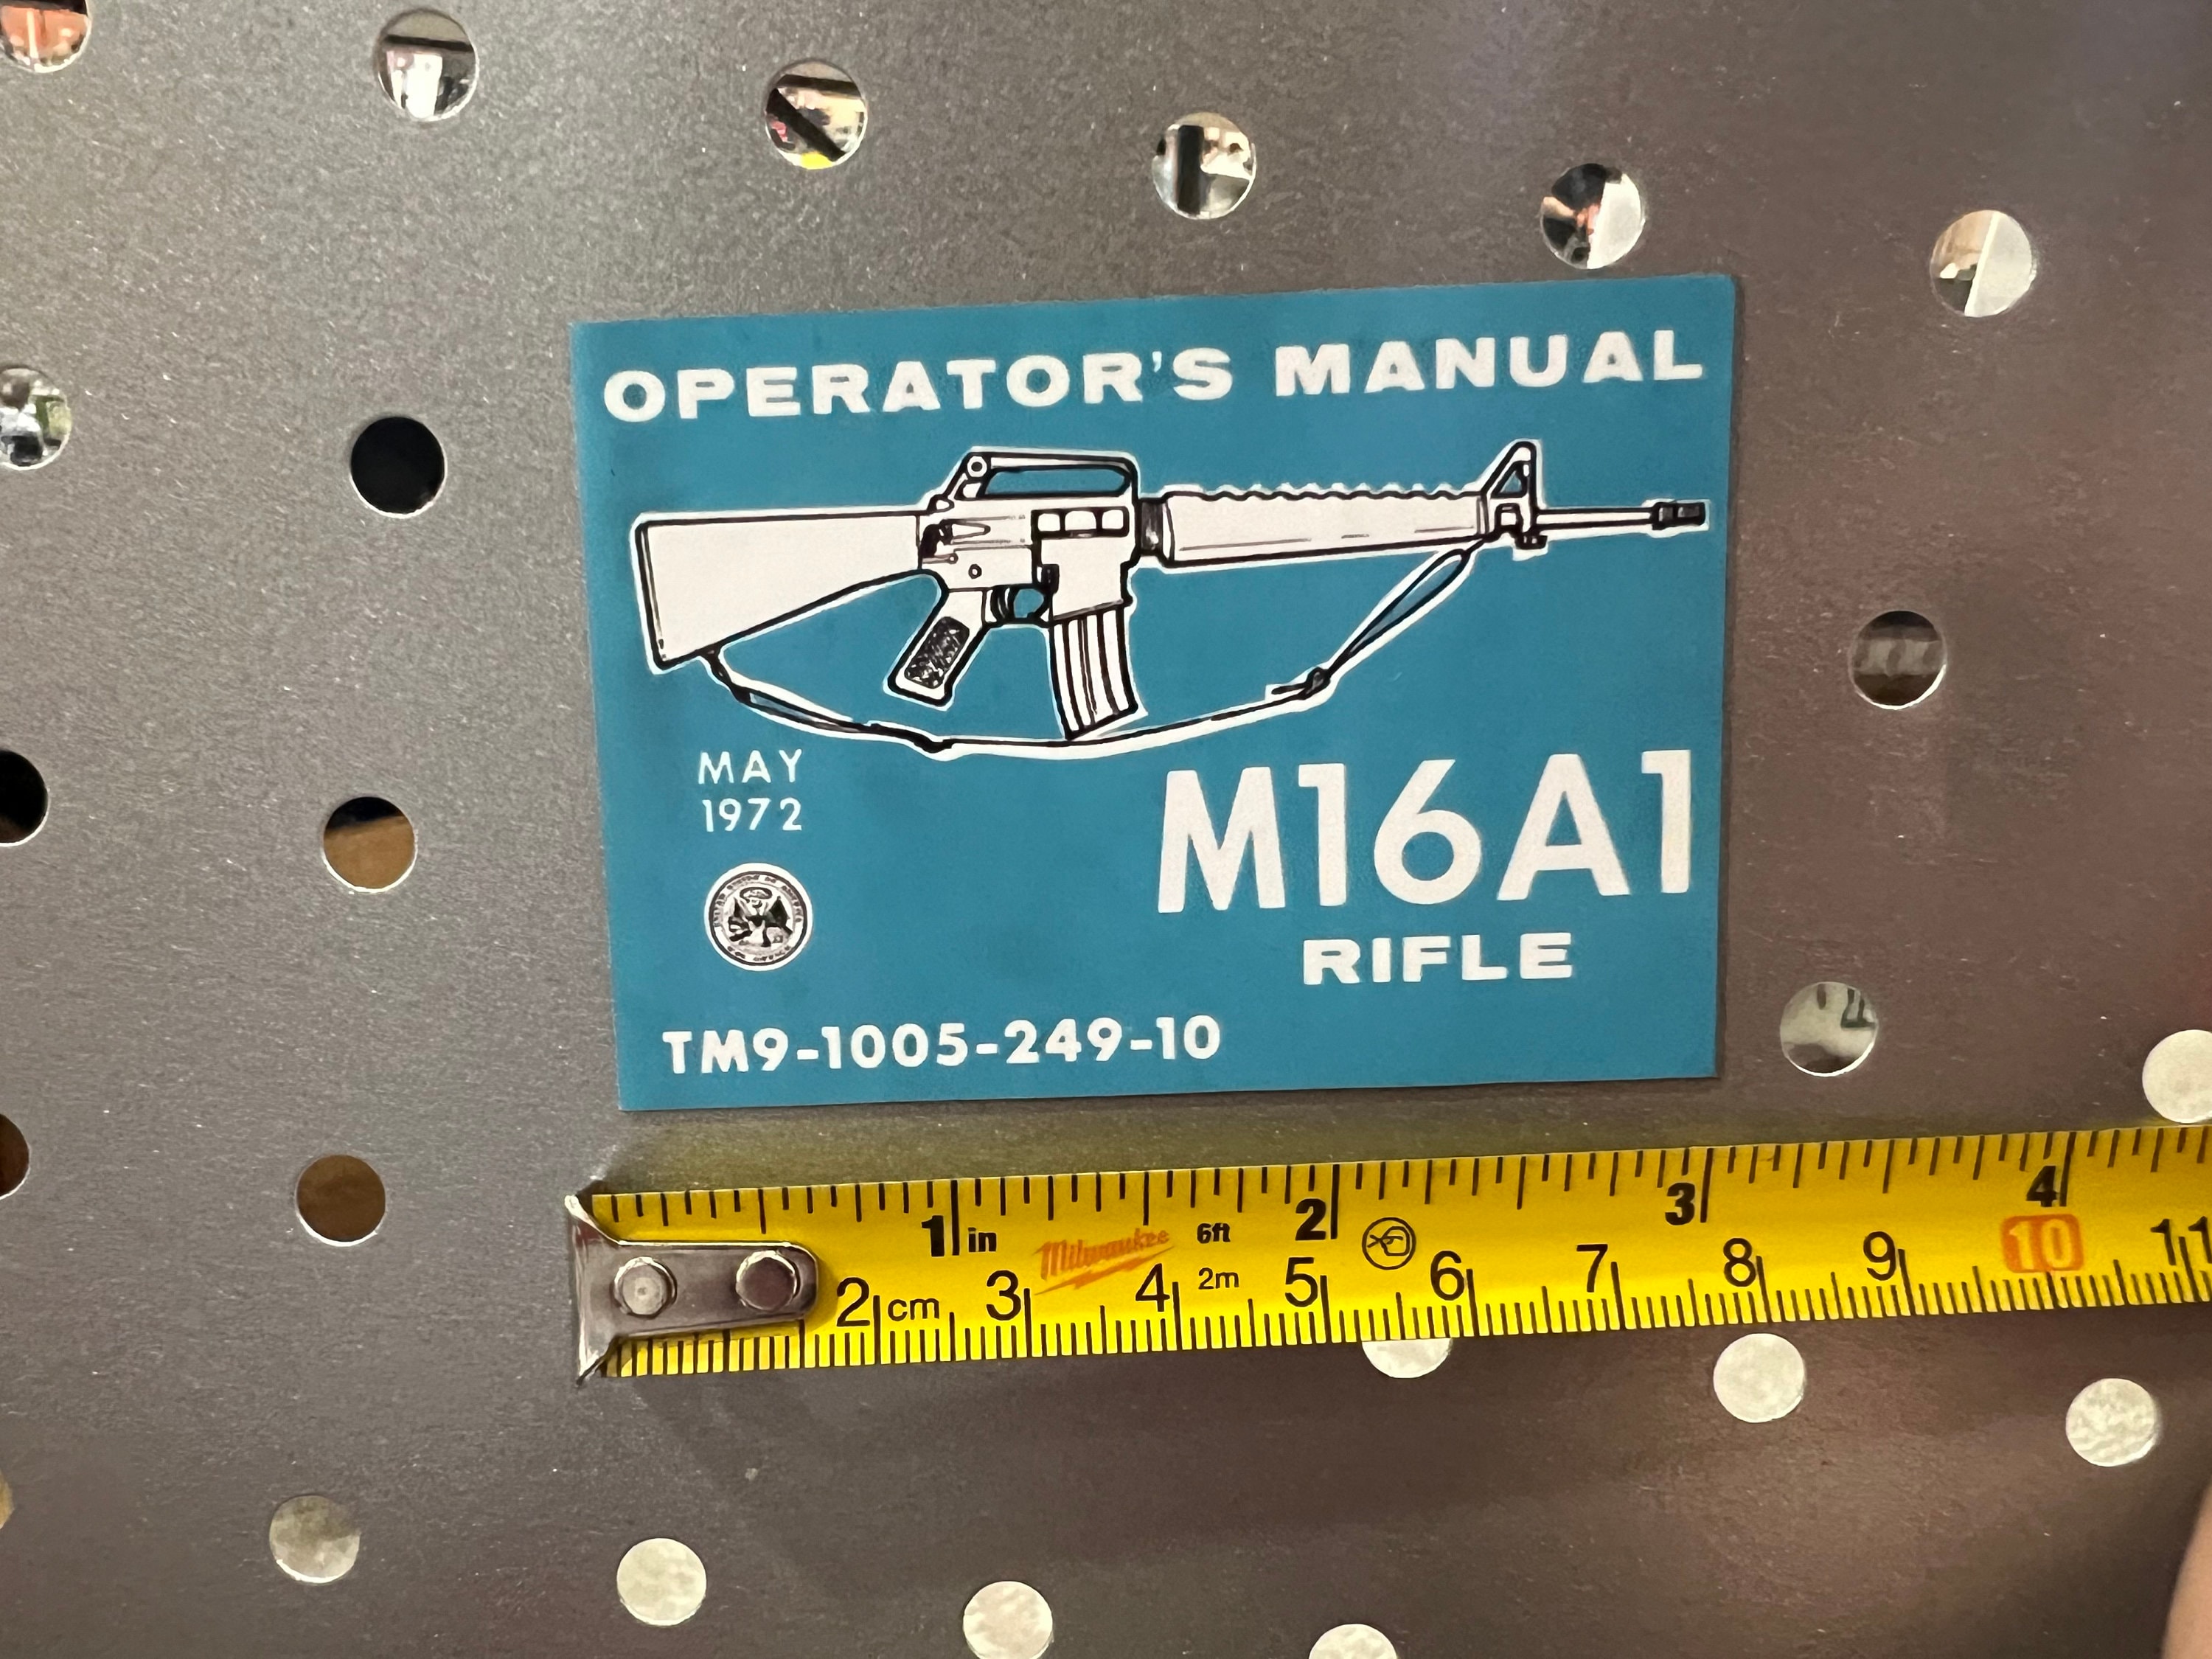 OPERATOR'S MANUAL
MAY
1972
M16A1
RIFLE
TM9-1005-249-10
1 in Milwaukee 6ft 2 3 4
2 cm 3 4 2m 5 6 7 8 9 10 11